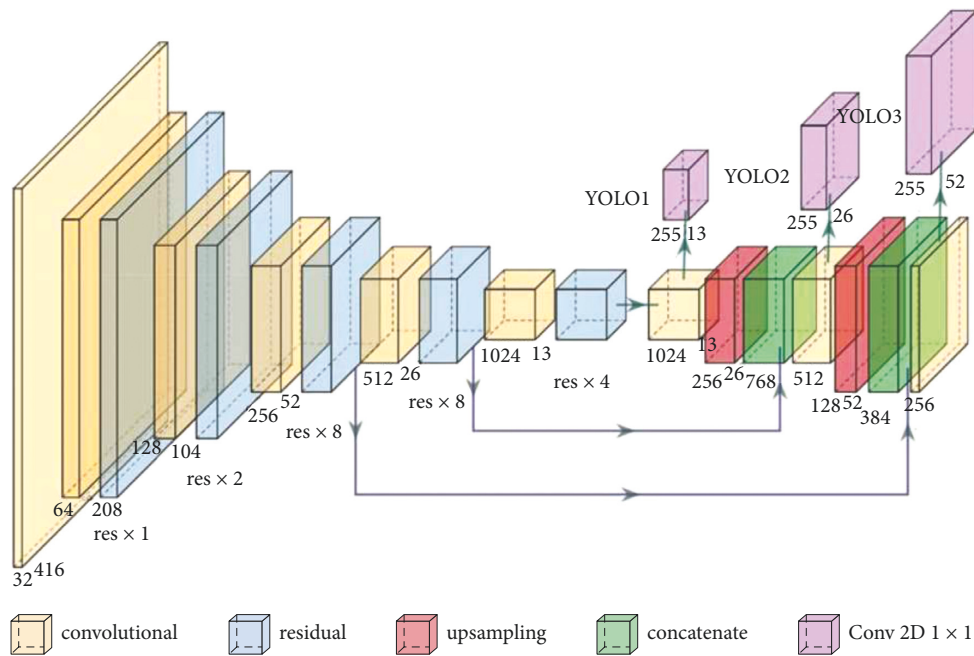 YOLO3
YOLO2
YOLO1
255
52
255
26
255
13
32
416
64
208
res × 1
128
104
res × 2
256
52
res × 8
512
26
res × 8
1024
13
res × 4
1024
13
256
26
768
512
128
52
384
256
convolutional
residual
upsampling
concatenate
Conv 2D 1 × 1